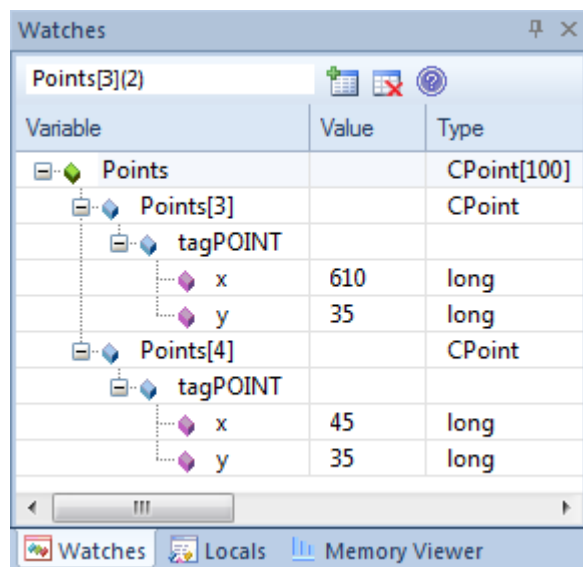 Watches
Points[3](2)
Variable Value Type
Points CPoint[100]
Points[3] CPoint
tagPOINT
x 610 long
y 35 long
Points[4] CPoint
tagPOINT
x 45 long
y 35 long
Watches Locals Memory Viewer